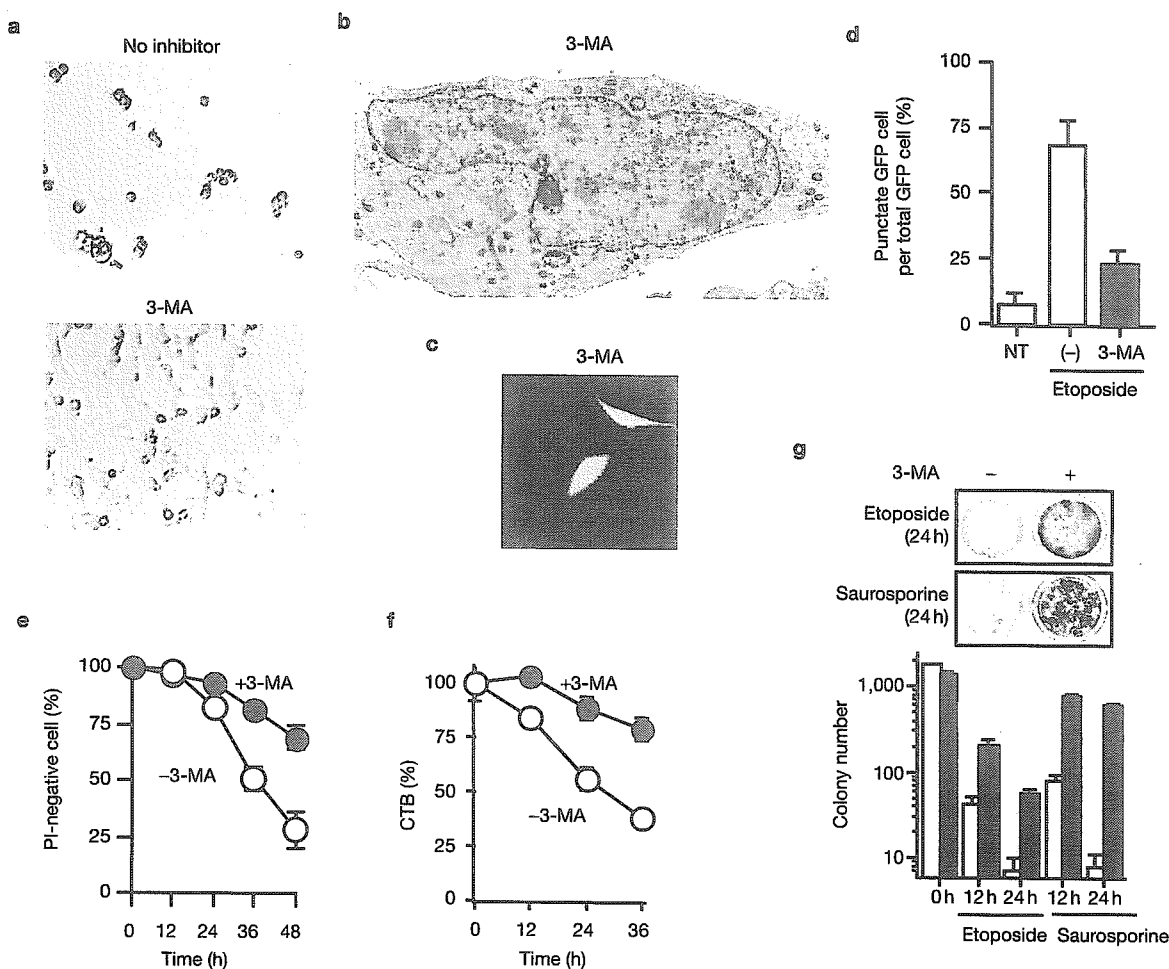 a
No inhibitor
3-MA
b
3-MA
c
3-MA
d
Punctate GFP cell
per total GFP cell (%)
100
75
50
25
0
NT
(–)
3-MA
Etoposide
e
PI-negative cell (%)
100
75
50
25
0
+3-MA
–3-MA
0
12
24
36
48
Time (h)
f
CTB (%)
100
75
50
25
0
+3-MA
–3-MA
0
12
24
36
Time (h)
g
3-MA
–
+
Etoposide
(24 h)
Saurosporine
(24 h)
Colony number
1,000
100
10
0 h
12 h
24 h
12 h
24 h
Etoposide
Saurosporine